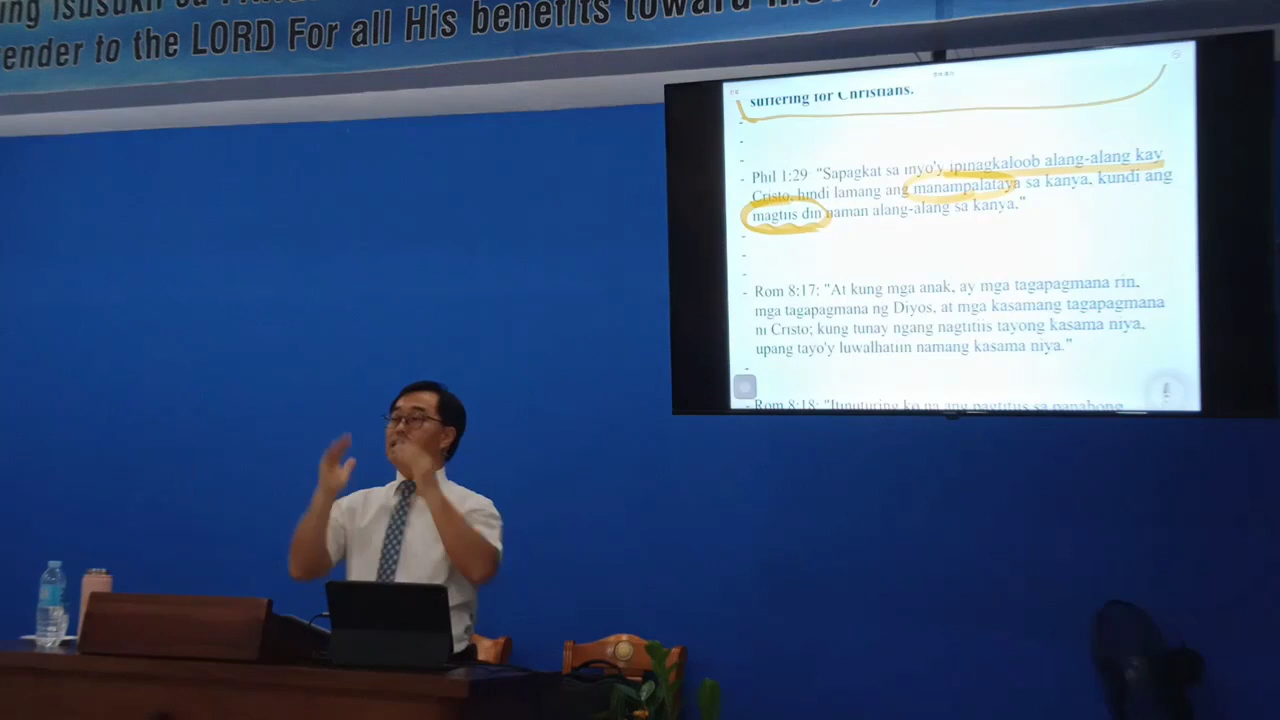 ung isusukli sa
render to the LORD For all His benefits toward me
suffering for Christians.
- Phil 1:29 "Sapagkat sa inyo'y ipinagkaloob alang-alang kay
Cristo, hindi lamang ang manampalataya sa kanya, kundi ang
magtiis din naman alang-alang sa kanya."
- Rom 8:17: "At kung mga anak, ay mga tagapagmana rin,
mga tagapagmana ng Diyos, at mga kasamang tagapagmana
ni Cristo; kung tunay ngang nagtitiis tayong kasama niya,
upang tayo'y luwalhatiin namang kasama niya."
- Rom 8:18: "Itinuturing ko na ang pagtitiis sa panahong